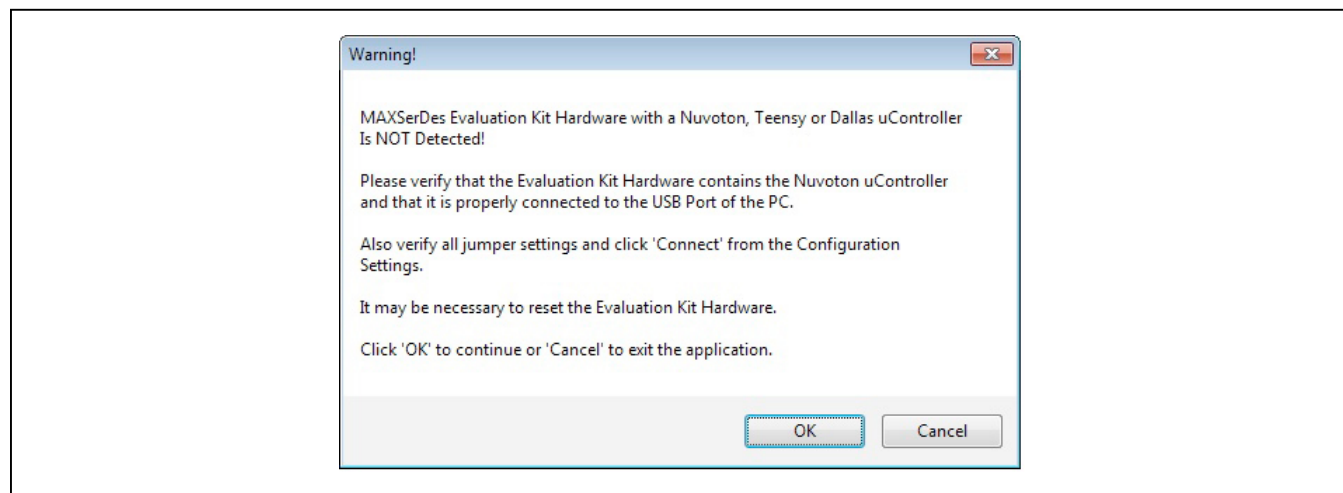 Warning!
MAXSerDes Evaluation Kit Hardware with a Nuvoton, Teensy or Dallas uController
Is NOT Detected!
Please verify that the Evaluation Kit Hardware contains the Nuvoton uController
and that it is properly connected to the USB Port of the PC.
Also verify all jumper settings and click 'Connect' from the Configuration
Settings.
It may be necessary to reset the Evaluation Kit Hardware.
Click 'OK' to continue or 'Cancel' to exit the application.
OK Cancel